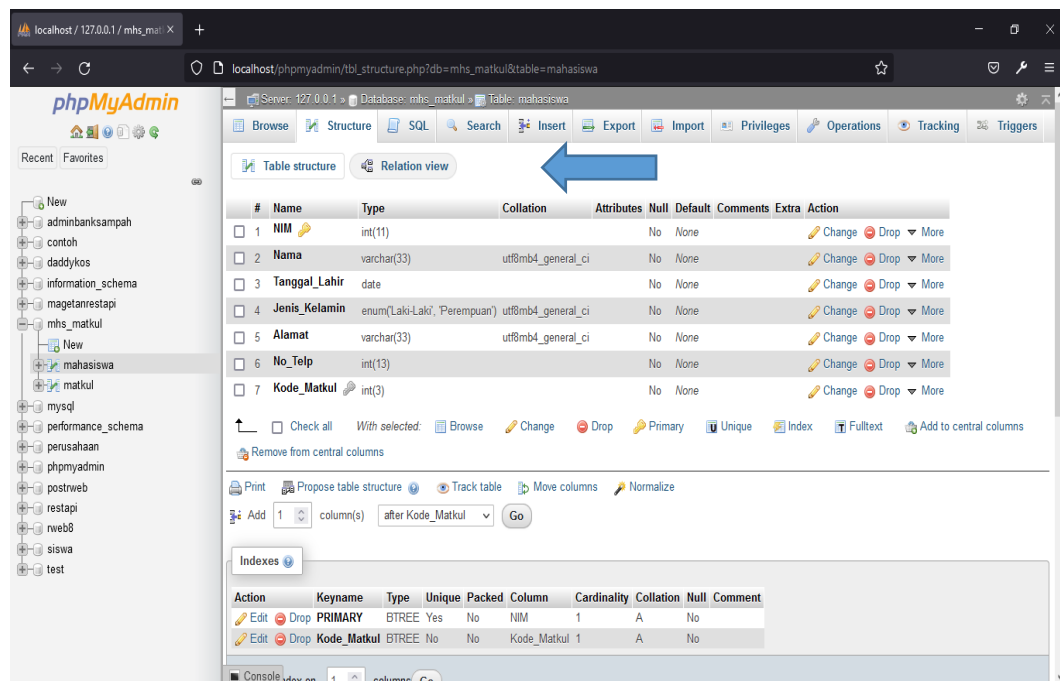 localhost / 127.0.0.1 / mhs_mat
localhost/phpmyadmin/tbl_structure.php?db=mhs_matkul&table=mahasiswa
phpMyAdmin
Recent Favorites
New
adminbanksampah
contoh
daddykos
information_schema
magetanrestapi
mhs_matkul
New
mahasiswa
matkul
mysql
performance_schema
perusahaan
phpmyadmin
postrweb
restapi
rweb8
siswa
test
Server: 127.0.0.1 » Database: mhs_matkul » Table: mahasiswa
Browse Structure SQL Search Insert Export Import Privileges Operations Tracking Triggers
Table structure Relation view
# Name Type Collation Attributes Null Default Comments Extra Action
1 NIM int(11) No None Change Drop More
2 Nama varchar(33) utf8mb4_general_ci No None Change Drop More
3 Tanggal_Lahir date No None Change Drop More
4 Jenis_Kelamin enum('Laki-Laki', 'Perempuan') utf8mb4_general_ci No None Change Drop More
5 Alamat varchar(33) utf8mb4_general_ci No None Change Drop More
6 No_Telp int(13) No None Change Drop More
7 Kode_Matkul int(3) No None Change Drop More
Check all With selected: Browse Change Drop Primary Unique Index Fulltext Add to central columns
Remove from central columns
Print Propose table structure Track table Move columns Normalize
Add 1 column(s) after Kode_Matkul Go
Indexes
Action Keyname Type Unique Packed Column Cardinality Collation Null Comment
Edit Drop PRIMARY BTREE Yes No NIM 1 A No
Edit Drop Kode_Matkul BTREE No No Kode_Matkul 1 A No
Console on 1 columns Go